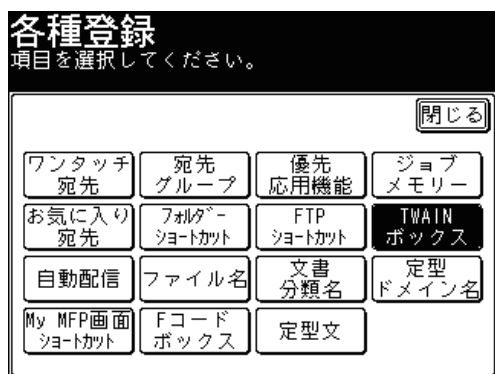 各種登録
項目を選択してください。
閉じる
ワンタッチ
宛先
宛先
グループ
優先
応用機能
ジョブ
メモリー
お気に入り
宛先
ﾌｫﾙﾀﾞｰ
ｼｮｰﾄｶｯﾄ
FTP
ｼｮｰﾄｶｯﾄ
TWAIN
ボックス
自動配信
ファイル名
文書
分類名
定型
ドメイン名
My MFP画面
ｼｮｰﾄｶｯﾄ
Fコード
ボックス
定型文